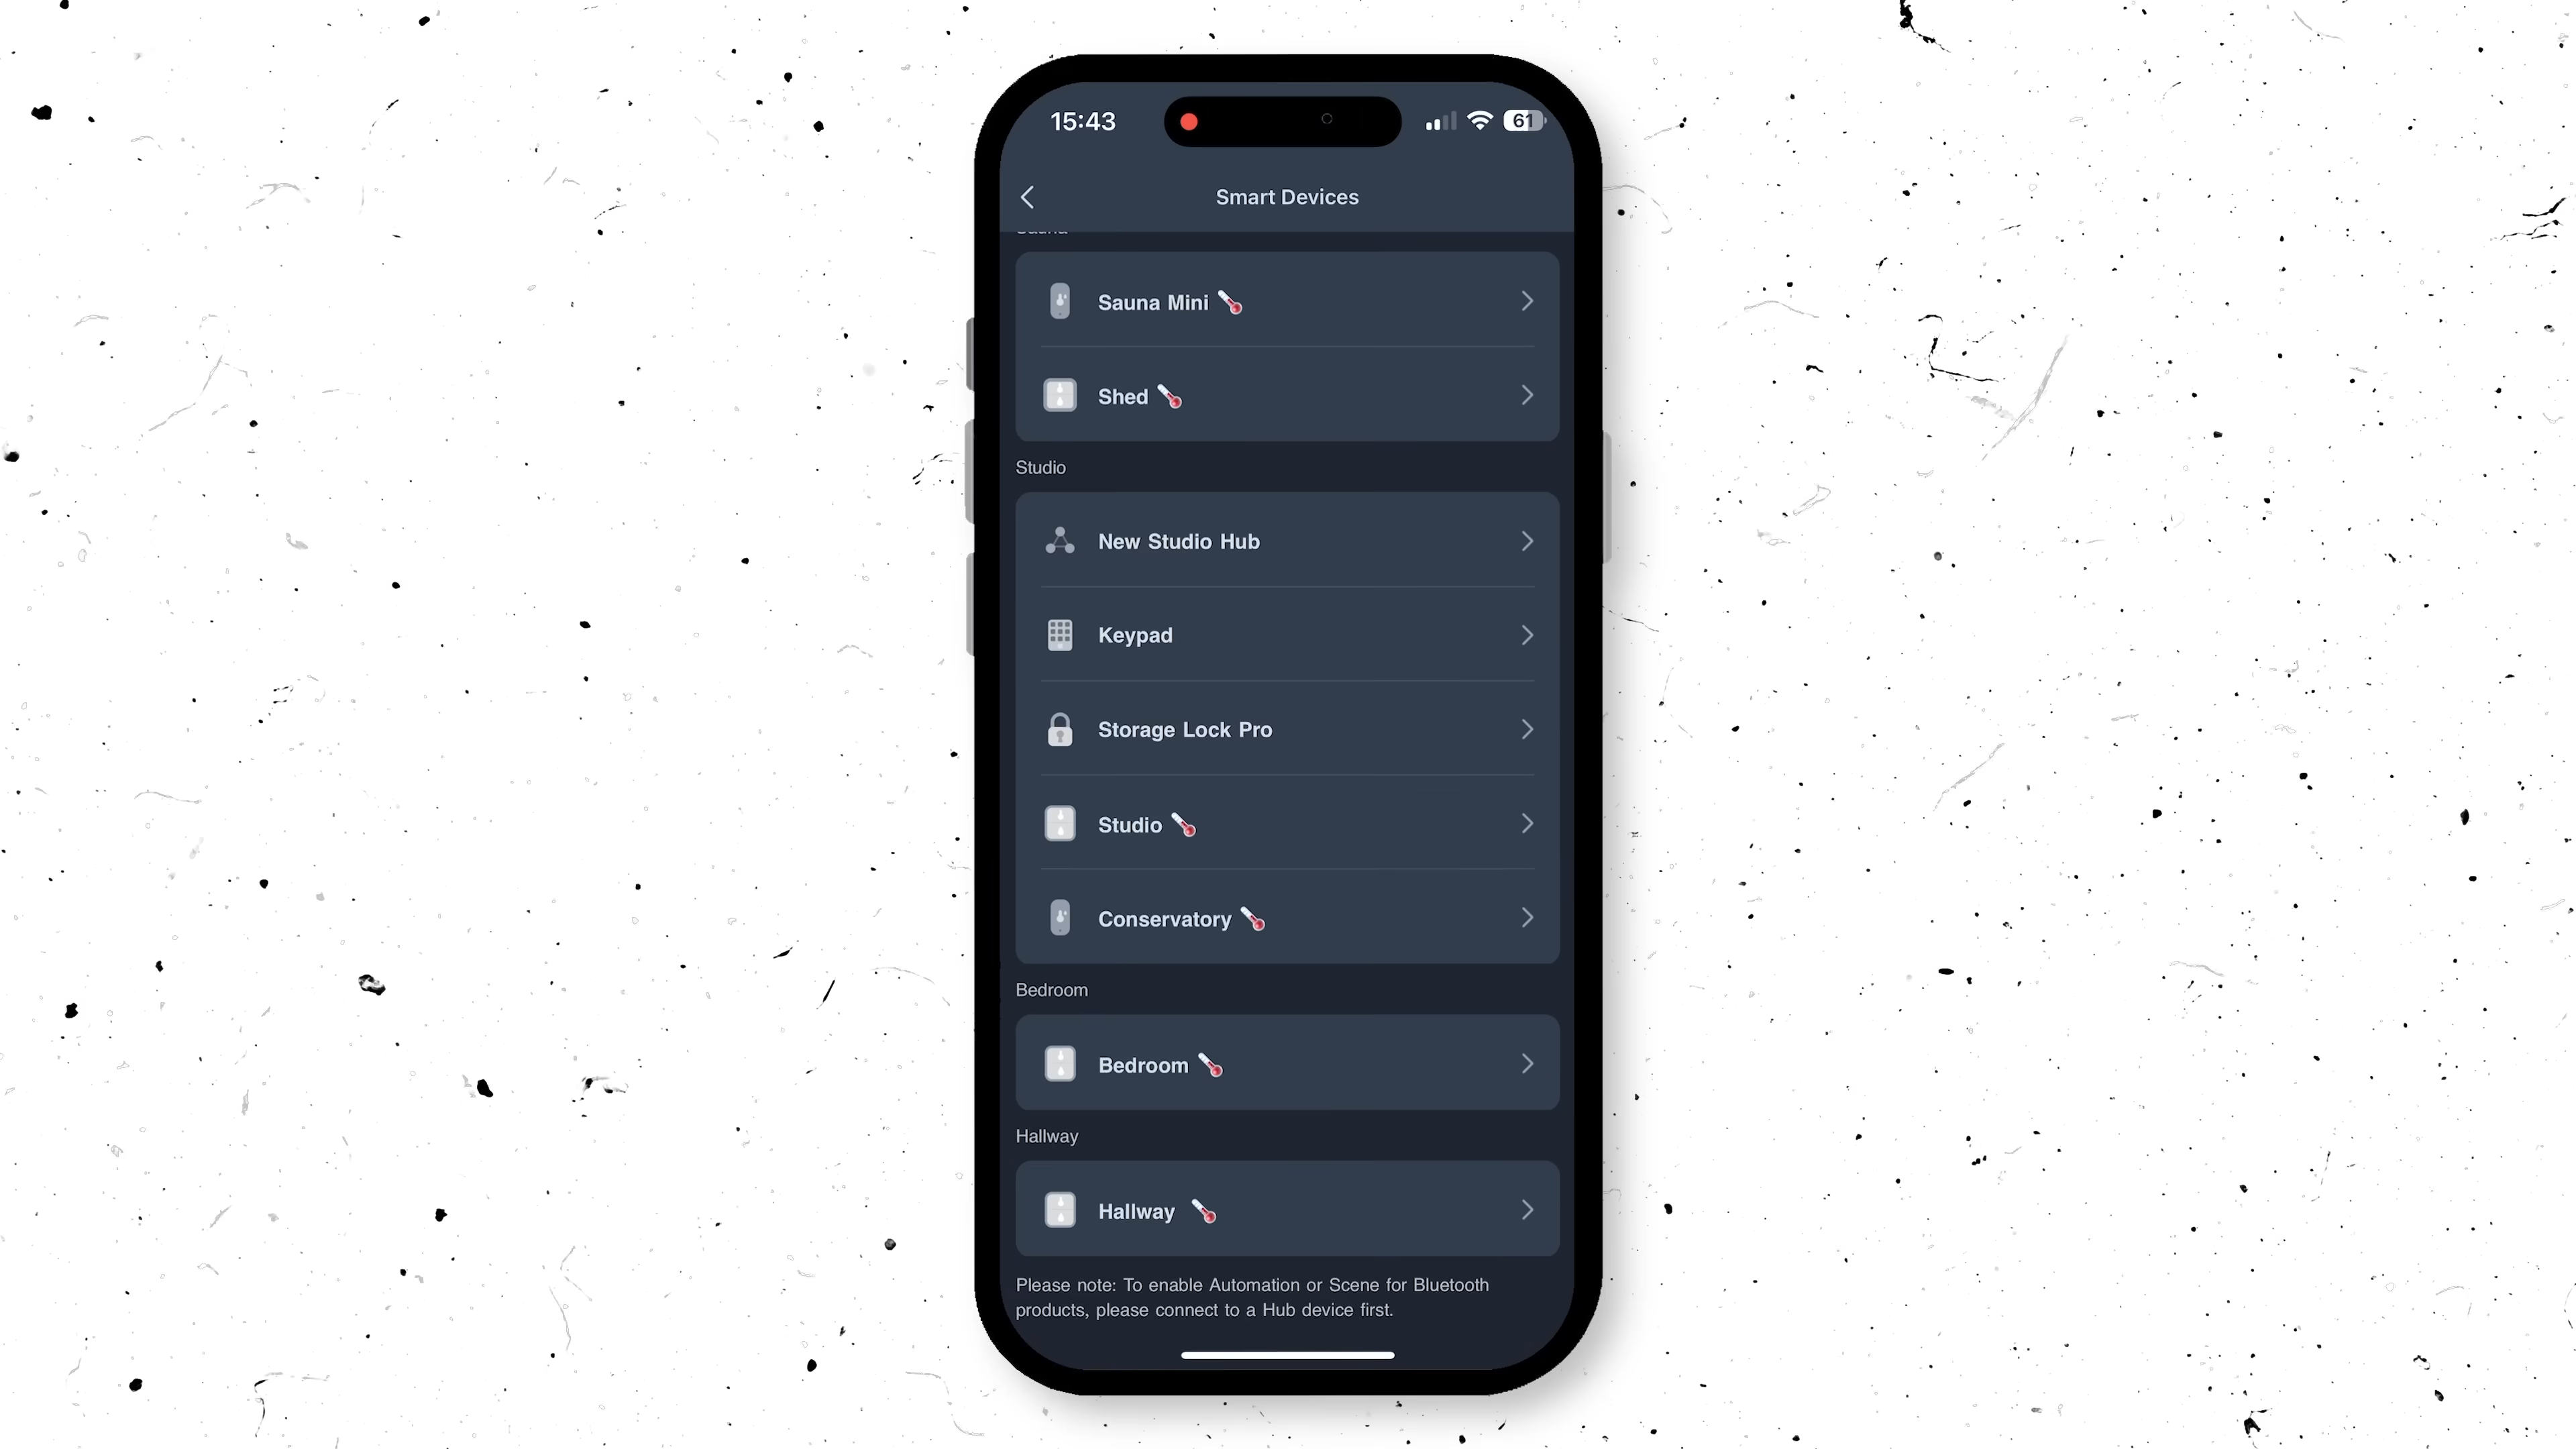 15:43
61
Smart Devices
Sauna Mini 🌡️
Shed 🌡️
Studio
New Studio Hub
Keypad
Storage Lock Pro
Studio 🌡️
Conservatory 🌡️
Bedroom
Bedroom 🌡️
Hallway
Hallway 🌡️
Please note: To enable Automation or Scene for Bluetooth
products, please connect to a Hub device first.